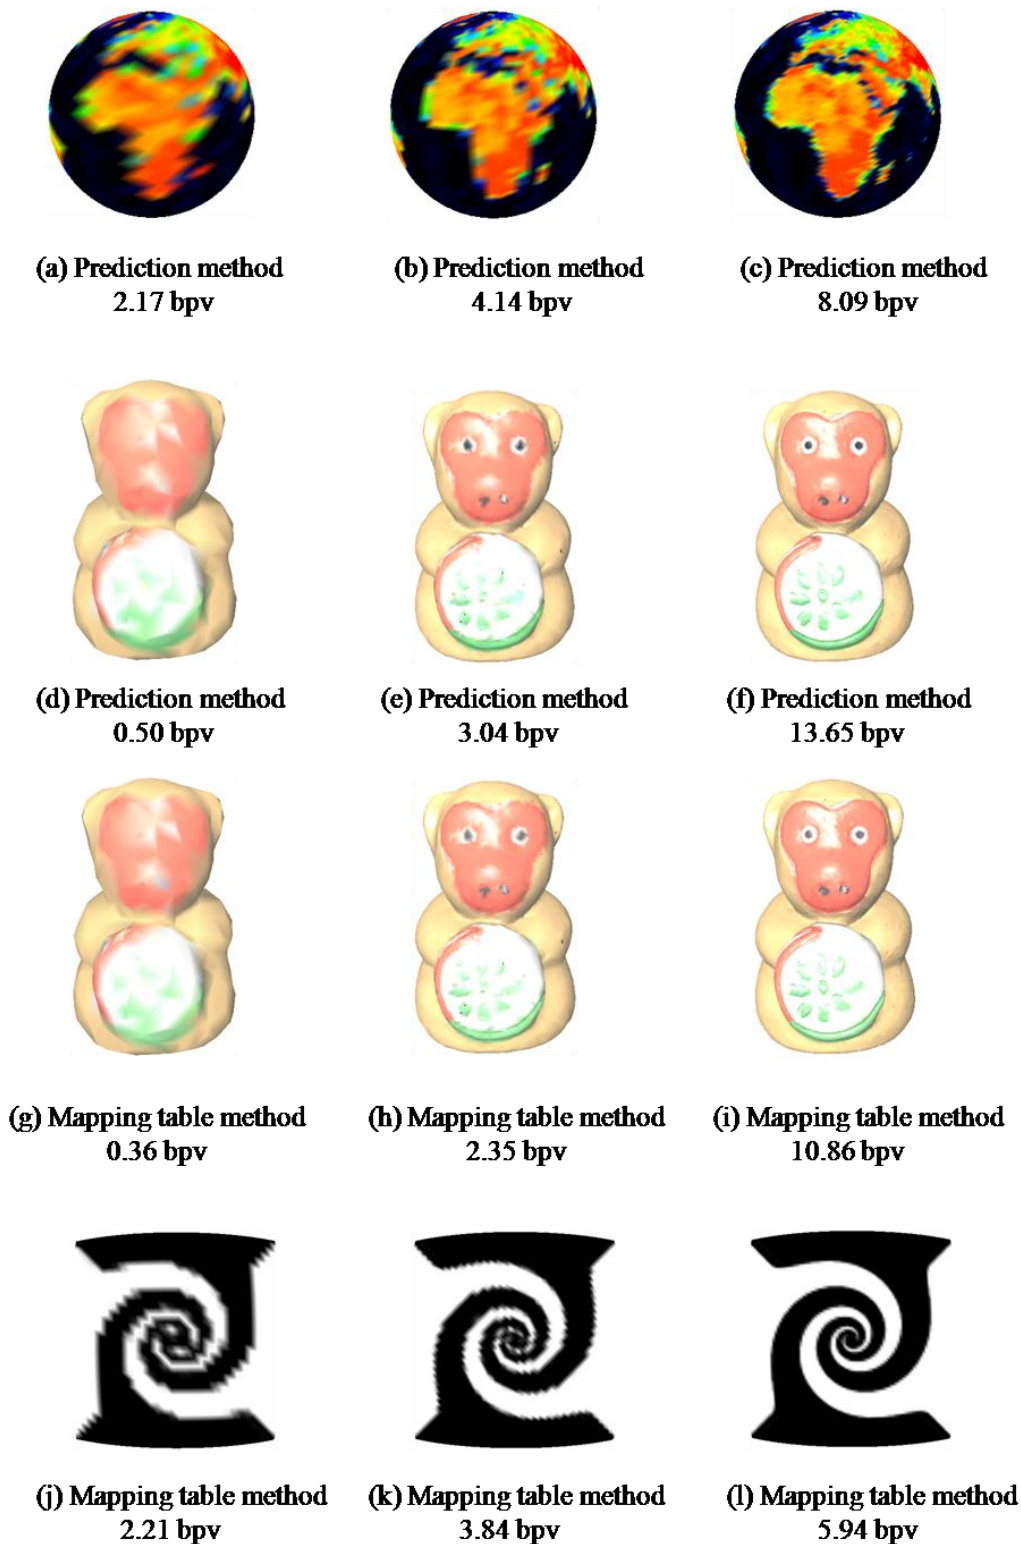 (a) Prediction method
2.17 bpv
(b) Prediction method
4.14 bpv
(c) Prediction method
8.09 bpv
(d) Prediction method
0.50 bpv
(e) Prediction method
3.04 bpv
(f) Prediction method
13.65 bpv
(g) Mapping table method
0.36 bpv
(h) Mapping table method
2.35 bpv
(i) Mapping table method
10.86 bpv
(j) Mapping table method
2.21 bpv
(k) Mapping table method
3.84 bpv
(l) Mapping table method
5.94 bpv